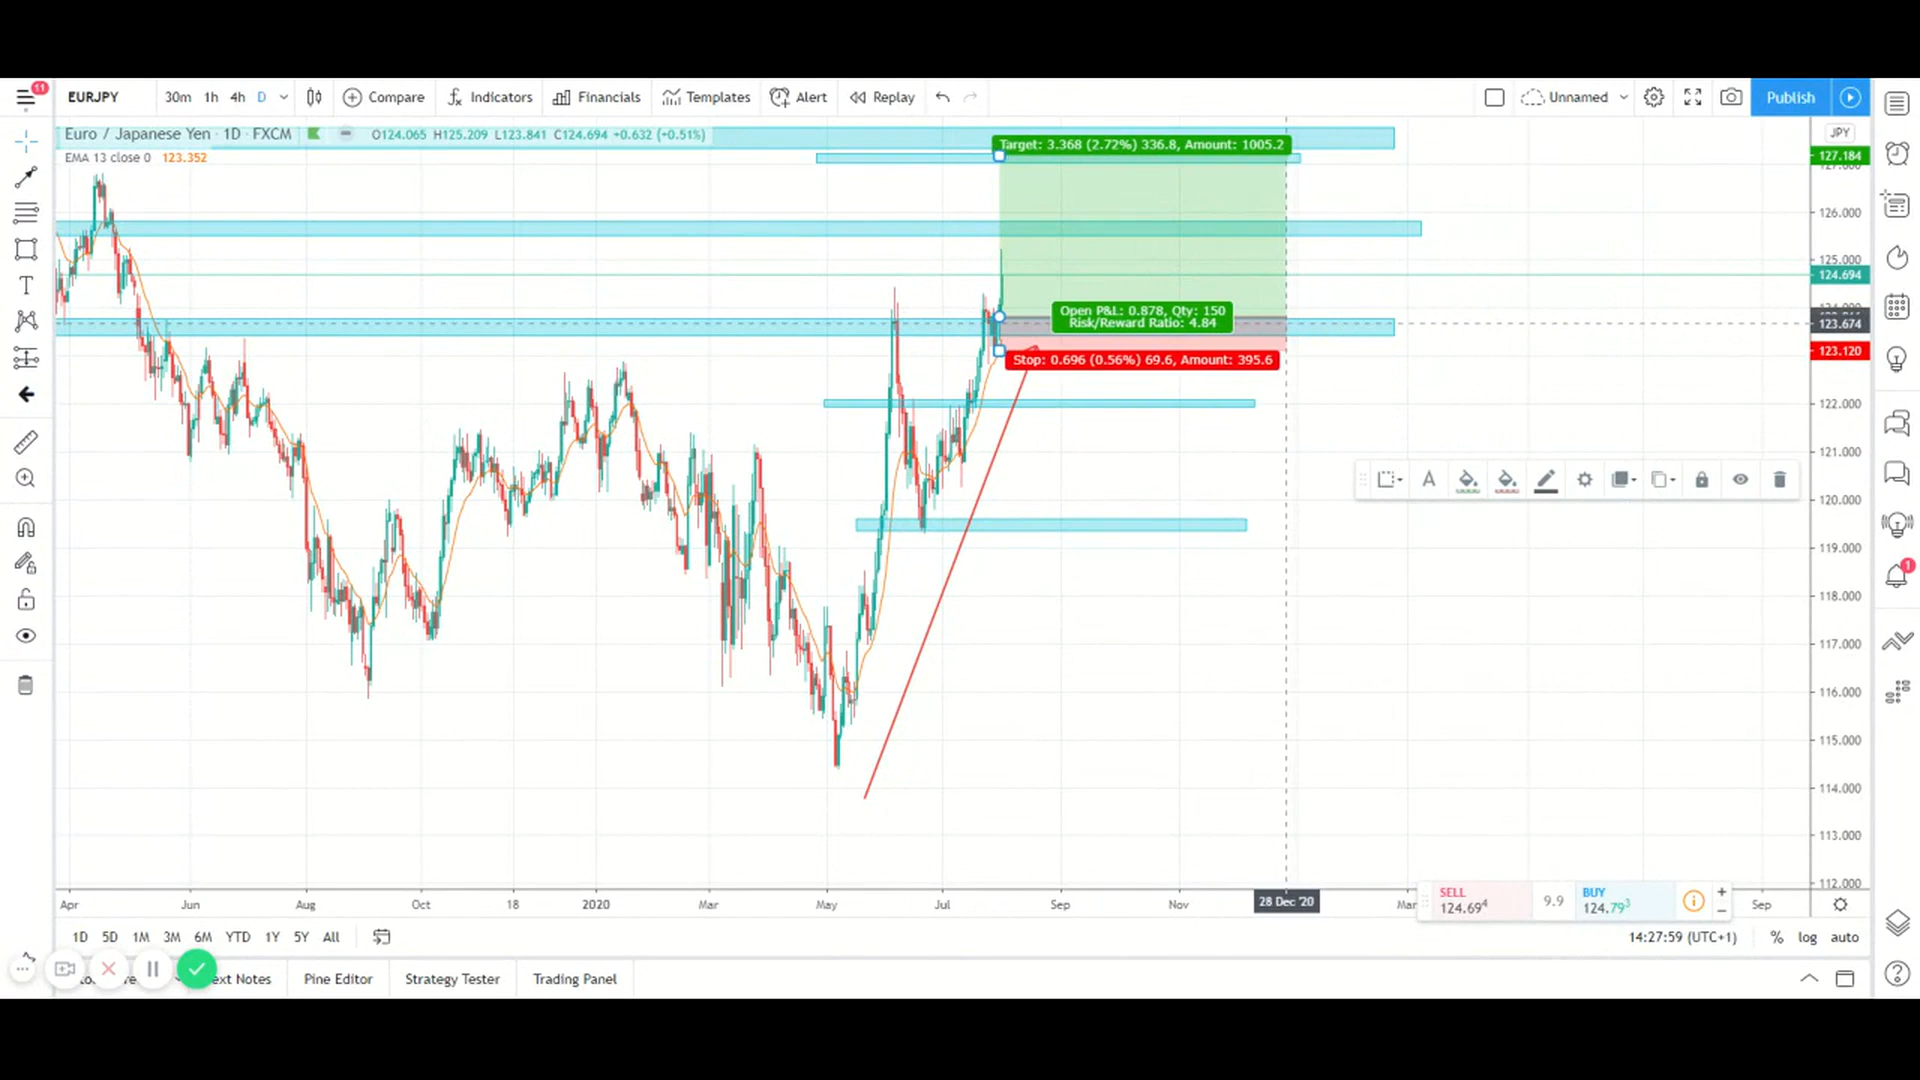 11
EURJPY 30m 1h 4h D Compare Indicators Financials Templates Alert Replay Unnamed Publish
Euro / Japanese Yen · 1D · FXCM O124.065 H125.209 L123.841 C124.694 +0.632 (+0.51%)
JPY
EMA 13 close 0 123.352
Target: 3.368 (2.72%) 336.8, Amount: 1005.2
127.184
126.000
125.000
124.694
Open P&L: 0.878, Qty: 150
Risk/Reward Ratio: 4.84
123.674
Stop: 0.696 (0.56%) 69.6, Amount: 395.6
123.120
122.000
121.000
120.000
119.000
118.000
117.000
116.000
115.000
114.000
113.000
112.000
1
Apr Jun Aug Oct 18 2020 Mar May Jul Sep Nov 28 Dec '20 Mar Sep
SELL
124.694
9.9
BUY
124.793
1D 5D 1M 3M 6M YTD 1Y 5Y All
14:27:59 (UTC+1) % log auto
ext Notes Pine Editor Strategy Tester Trading Panel